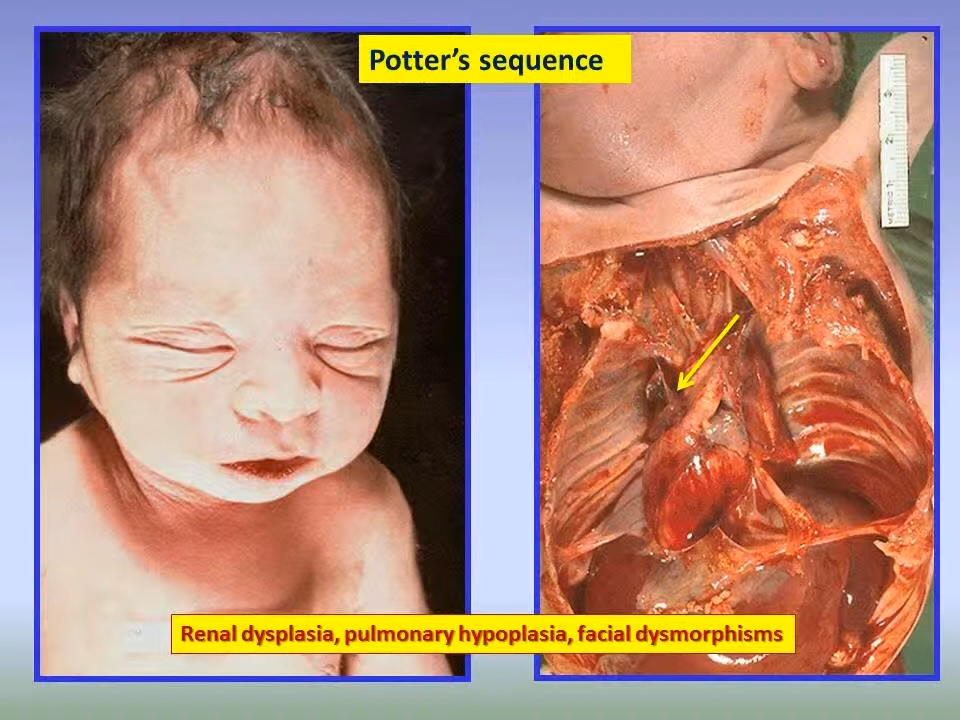 Potter’s sequence
Renal dysplasia, pulmonary hypoplasia, facial dysmorphisms